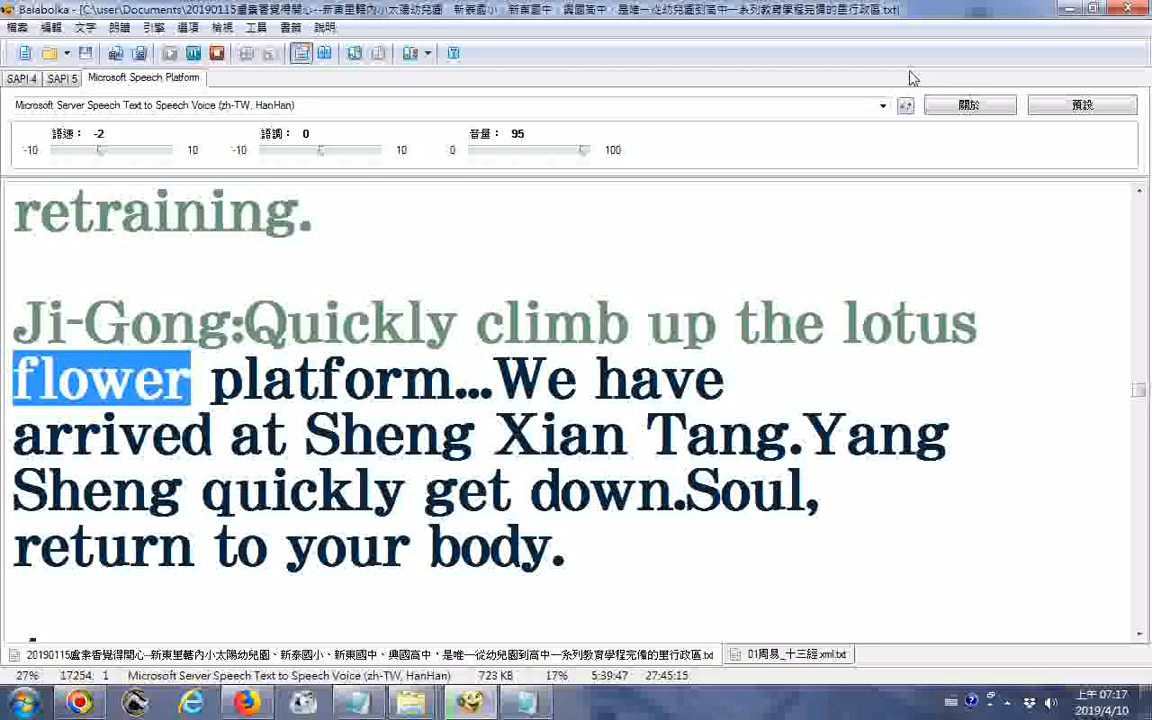 Balabolka - [C:\user\Documents\20190115盧素香覺得開心--新東里轄內小太陽幼兒園、新泰國小、新東國中、興國高中，是唯一從幼兒園到高中一系列教育學程完備的里行政區.txt]
檔案 編輯 文字 朗讀 引擎 選項 檢視 工具 書籤 說明
SAPI 4 SAPI 5 Microsoft Speech Platform
Microsoft Server Speech Text to Speech Voice (zh-TW, HanHan) 關於 預設
語速： -2 語調： 0 音量： 95
-10 10 -10 10 0 100
retraining.
Ji-Gong:Quickly climb up the lotus
flower platform...We have
arrived at Sheng Xian Tang.Yang
Sheng quickly get down.Soul,
return to your body.
20190115盧素香覺得開心--新東里轄內小太陽幼兒園、新泰國小、新東國中、興國高中，是唯一從幼兒園到高中一系列教育學程完備的里行政區.txt 01周易_十三經.xml.txt
27% 17254: 1 Microsoft Server Speech Text to Speech Voice (zh-TW, HanHan) 723 KB 17% 5:39:47 27:45:15
上午 07:17
2019/4/10